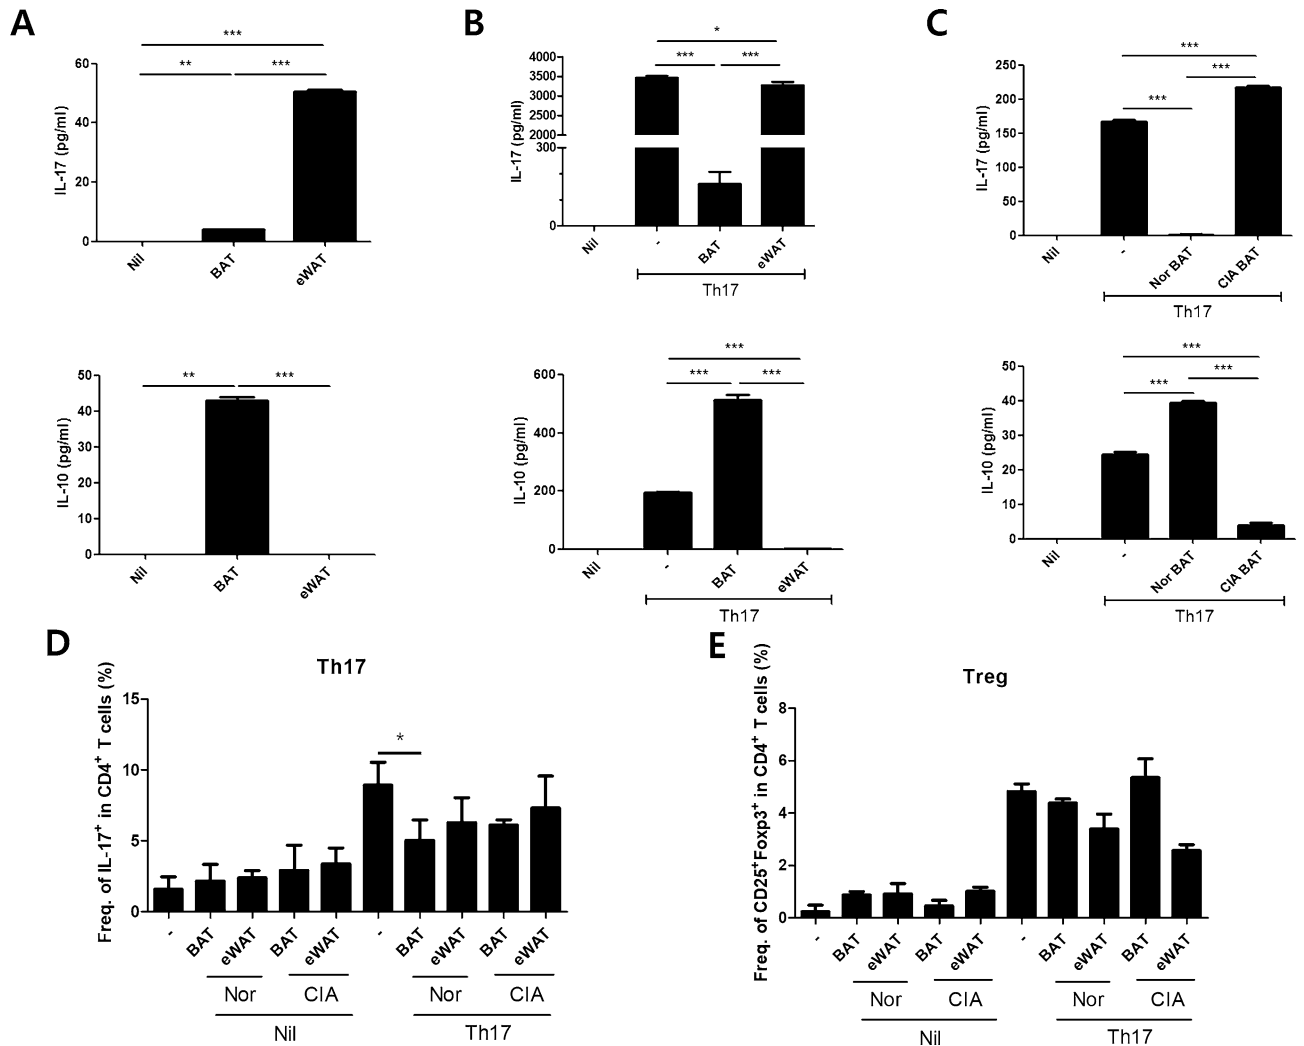 A
***
**
***
60
40
20
0
IL-17 (pg/ml)
Nil
BAT
eWAT
**
***
50
40
30
20
10
0
IL-10 (pg/ml)
Nil
BAT
eWAT
B
*
***
***
4000
3500
3000
2500
2000
300
0
IL-17 (pg/ml)
Nil
-
BAT
eWAT
Th17
***
***
***
600
400
200
0
IL-10 (pg/ml)
Nil
-
BAT
eWAT
Th17
C
***
***
***
250
200
150
100
50
0
IL-17 (pg/ml)
Nil
-
Nor BAT
CIA BAT
Th17
***
***
***
50
40
30
20
10
0
IL-10 (pg/ml)
Nil
-
Nor BAT
CIA BAT
Th17
D
Th17
15
10
5
0
Freq. of IL-17⁺ in CD4⁺ T cells (%)
*
-
BAT
eWAT
BAT
eWAT
-
BAT
eWAT
BAT
eWAT
Nor
CIA
Nor
CIA
Nil
Th17
E
Treg
8
6
4
2
0
Freq. of CD25⁺Foxp3⁺ in CD4⁺ T cells (%)
-
BAT
eWAT
BAT
eWAT
-
BAT
eWAT
BAT
eWAT
Nor
CIA
Nor
CIA
Nil
Th17